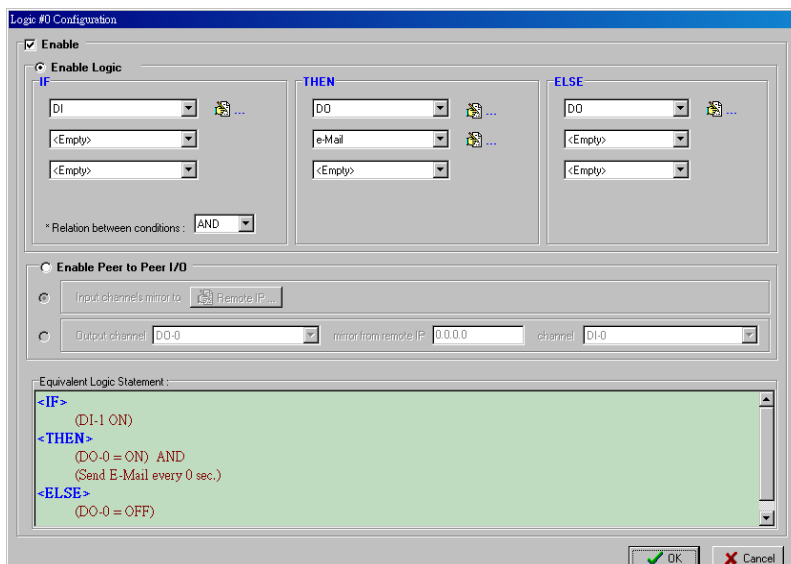 Logic #0 Configuration
Enable
Enable Logic
IF
THEN
ELSE
DI
...
DO
...
DO
...
<Empty>
e-Mail
...
<Empty>
<Empty>
<Empty>
<Empty>
* Relation between conditions :
AND
Enable Peer to Peer I/O
Input channels mirror to
Remote IP ...
Output channel
DO-0
mirror from remote IP
0.0.0.0
channel
DI-0
Equivalent Logic Statement :
<IF>
(DI-1 ON)
<THEN>
(DO-0 = ON) AND
(Send E-Mail every 0 sec.)
<ELSE>
(DO-0 = OFF)
OK
Cancel